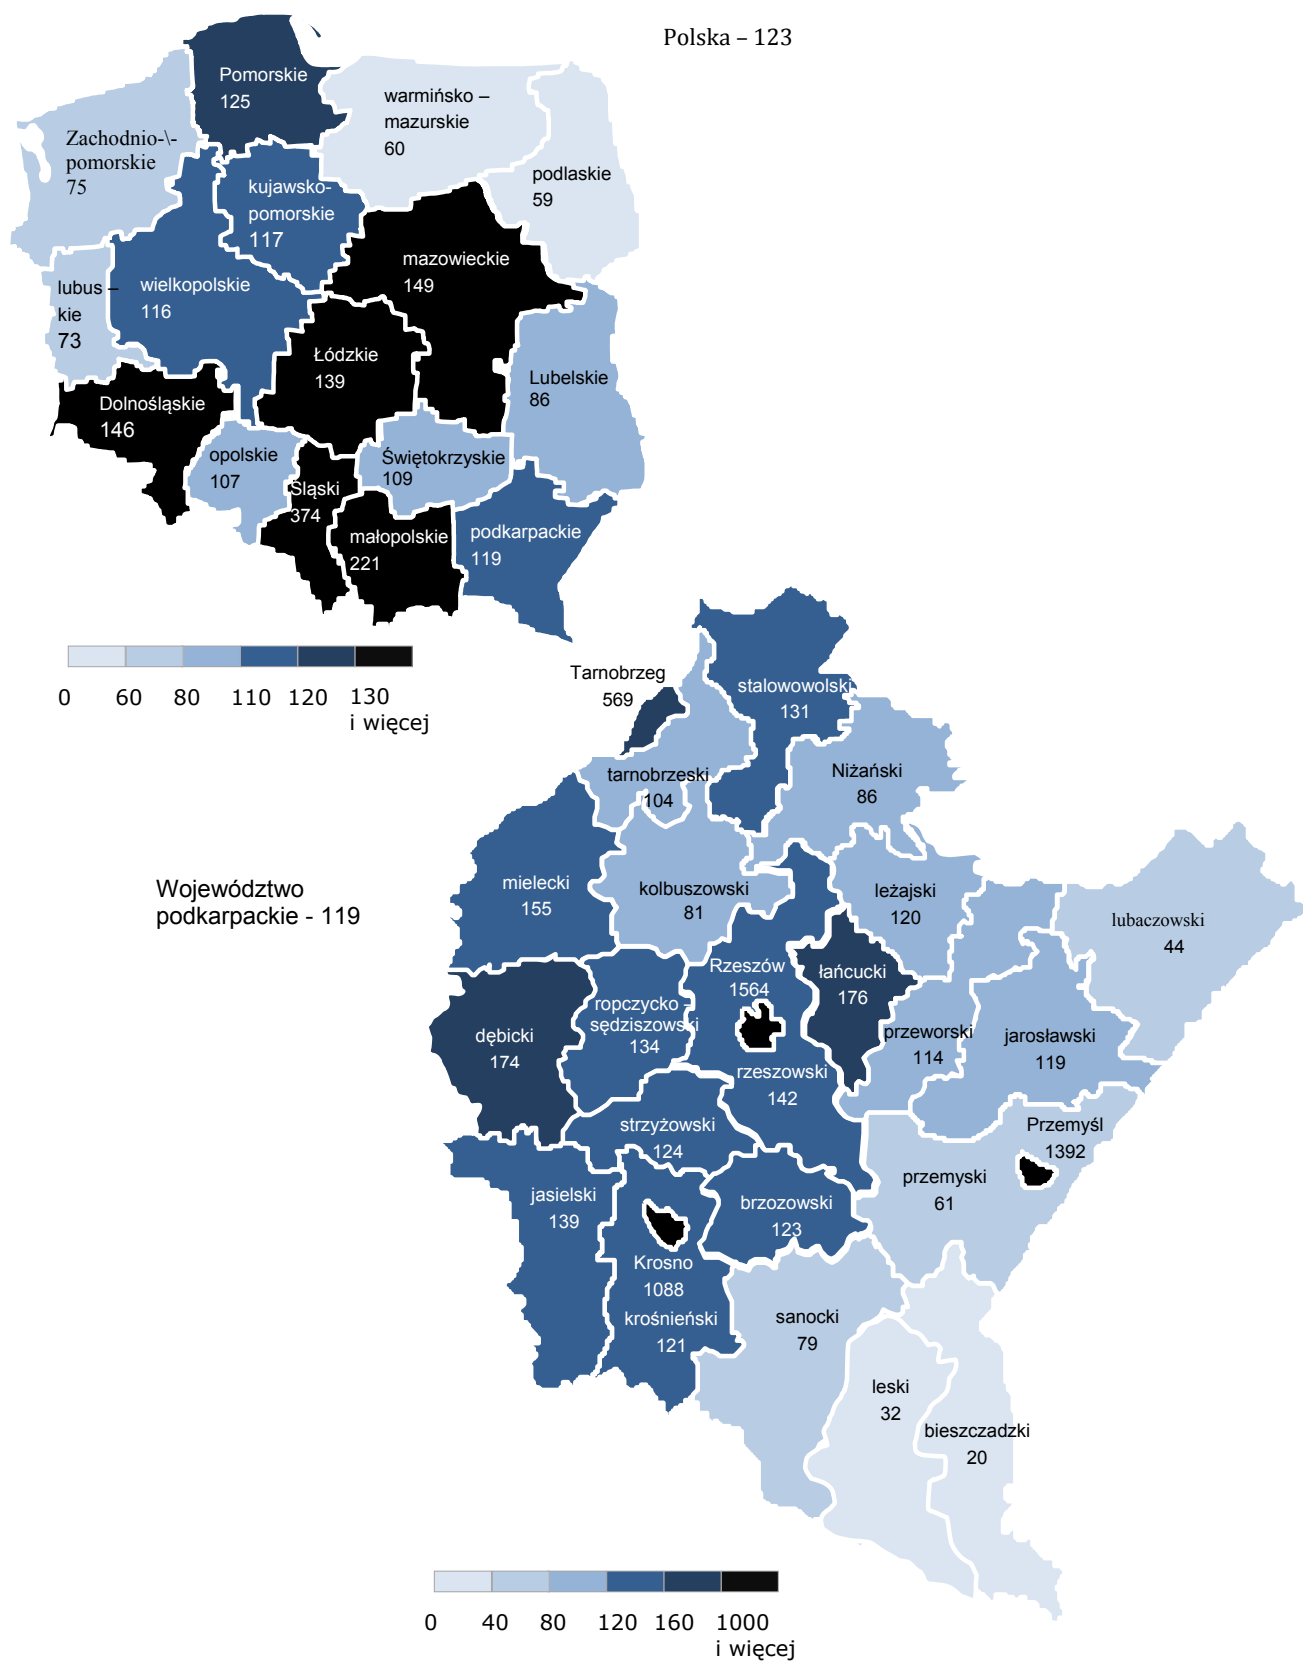 Polska – 123
Pomorskie
125
warmińsko –
mazurskie
60
Zachodnio-\-
pomorskie
75
podlaskie
59
kujawsko-
pomorskie
117
mazowieckie
149
lubus –
kie
73
wielkopolskie
116
Łódzkie
139
Lubelskie
86
Dolnośląskie
146
opolskie
107
Śląski
374
Świętokrzyskie
109
małopolskie
221
podkarpackie
119
0 60 80 110 120 130
i więcej
Tarnobrzeg
569
stalowowolski
131
tarnobrzeski
104
Niżański
86
Województwo
podkarpackie - 119
mielecki
155
kolbuszowski
81
leżajski
120
lubaczowski
44
Rzeszów
1564
łańcucki
176
ropczycko -
sędziszowski
134
dębicki
174
przeworski
114
jarosławski
119
rzeszowski
142
strzyżowski
124
Przemyśl
1392
przemyski
61
jasielski
139
brzozowski
123
Krosno
1088
krośnieński
121
sanocki
79
leski
32
bieszczadzki
20
0 40 80 120 160 1000
i więcej